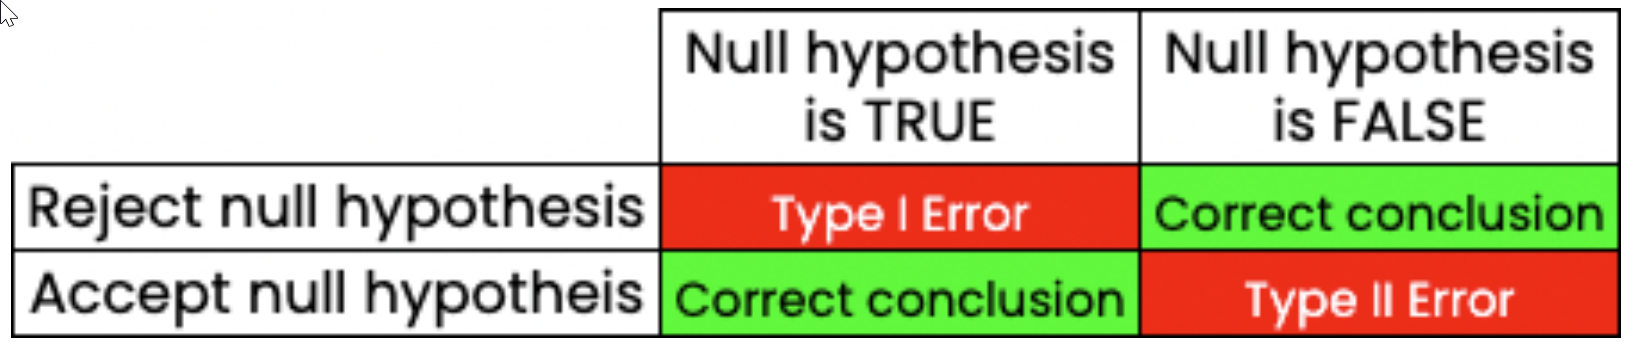 Null hypothesis
is TRUE
Null hypothesis
is FALSE
Reject null hypothesis
Type I Error
Correct conclusion
Accept null hypotheis
Correct conclusion
Type II Error